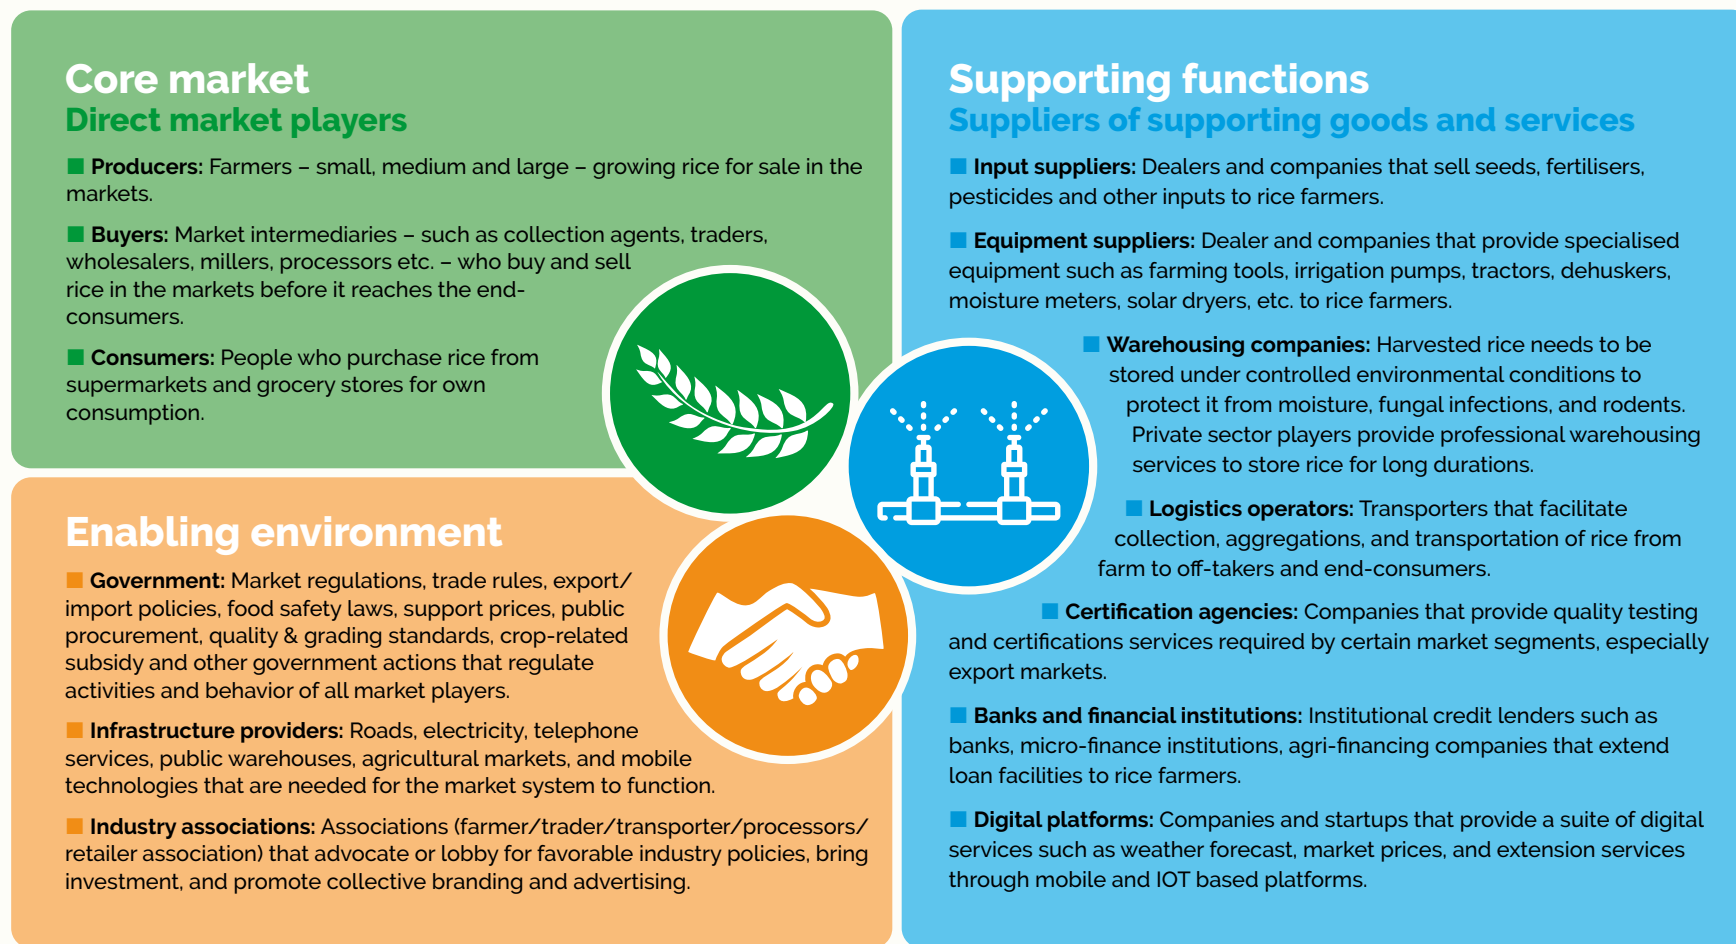 Core market
Direct market players
■ Producers: Farmers – small, medium and large – growing rice for sale in the
markets.
■ Buyers: Market intermediaries – such as collection agents, traders,
wholesalers, millers, processors etc. – who buy and sell
rice in the markets before it reaches the end-
consumers.
■ Consumers: People who purchase rice from
supermarkets and grocery stores for own
consumption.
Enabling environment
■ Government: Market regulations, trade rules, export/
import policies, food safety laws, support prices, public
procurement, quality & grading standards, crop-related
subsidy and other government actions that regulate
activities and behavior of all market players.
■ Infrastructure providers: Roads, electricity, telephone
services, public warehouses, agricultural markets, and mobile
technologies that are needed for the market system to function.
■ Industry associations: Associations (farmer/trader/transporter/processors/
retailer association) that advocate or lobby for favorable industry policies, bring
investment, and promote collective branding and advertising.
Supporting functions
Suppliers of supporting goods and services
■ Input suppliers: Dealers and companies that sell seeds, fertilisers,
pesticides and other inputs to rice farmers.
■ Equipment suppliers: Dealer and companies that provide specialised
equipment such as farming tools, irrigation pumps, tractors, dehuskers,
moisture meters, solar dryers, etc. to rice farmers.
■ Warehousing companies: Harvested rice needs to be
stored under controlled environmental conditions to
protect it from moisture, fungal infections, and rodents.
Private sector players provide professional warehousing
services to store rice for long durations.
■ Logistics operators: Transporters that facilitate
collection, aggregations, and transportation of rice from
farm to off-takers and end-consumers.
■ Certification agencies: Companies that provide quality testing
and certifications services required by certain market segments, especially
export markets.
■ Banks and financial institutions: Institutional credit lenders such as
banks, micro-finance institutions, agri-financing companies that extend
loan facilities to rice farmers.
■ Digital platforms: Companies and startups that provide a suite of digital
services such as weather forecast, market prices, and extension services
through mobile and IOT based platforms.